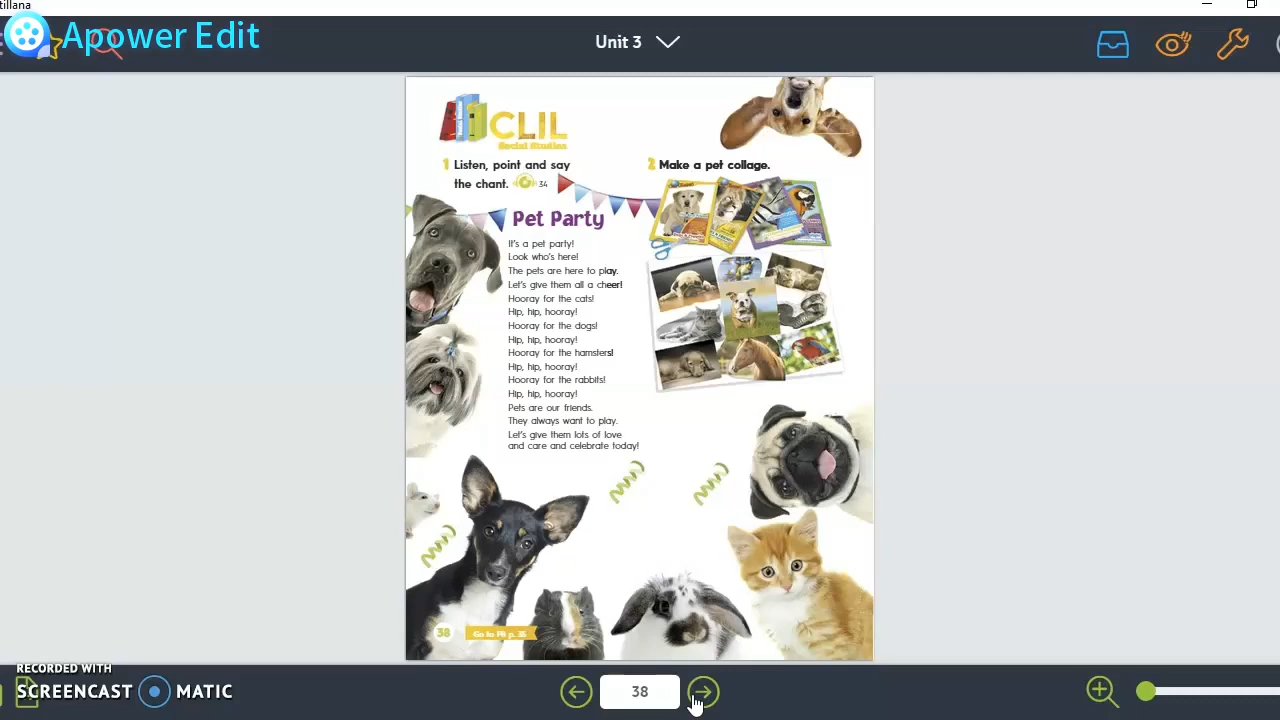 tillana
Apower Edit
Unit 3
CLIL
Social Studies
1 Listen, point and say
the chant. 34
2 Make a pet collage.
Pet Party
It's a pet party!
Look who's here!
The pets are here to play.
Let's give them all a cheer!
Hooray for the cats!
Hip, hip, hooray!
Hooray for the dogs!
Hip, hip, hooray!
Hooray for the hamsters!
Hip, hip, hooray!
Hooray for the rabbits!
Hip, hip, hooray!
Pets are our friends.
They always want to play.
Let's give them lots of love
and care and celebrate today!
38
Go to PB p. 35
RECORDED WITH
SCREENCAST MATIC
38